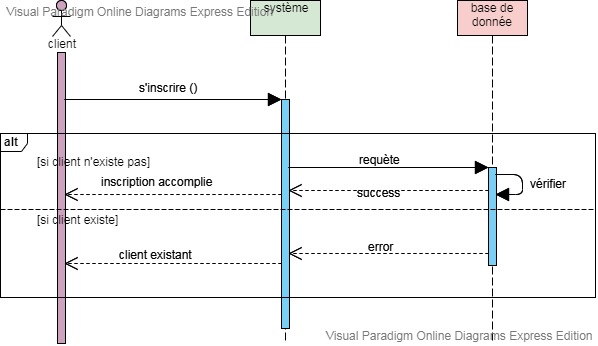 Visual Paradigm Online Diagrams Express Edition
système
base de
donnée
client
s'inscrire ()
alt
[si client n'existe pas]
requète
inscription accomplie
success
vérifier
[si client existe]
error
client existant
Visual Paradigm Online Diagrams Express Edition